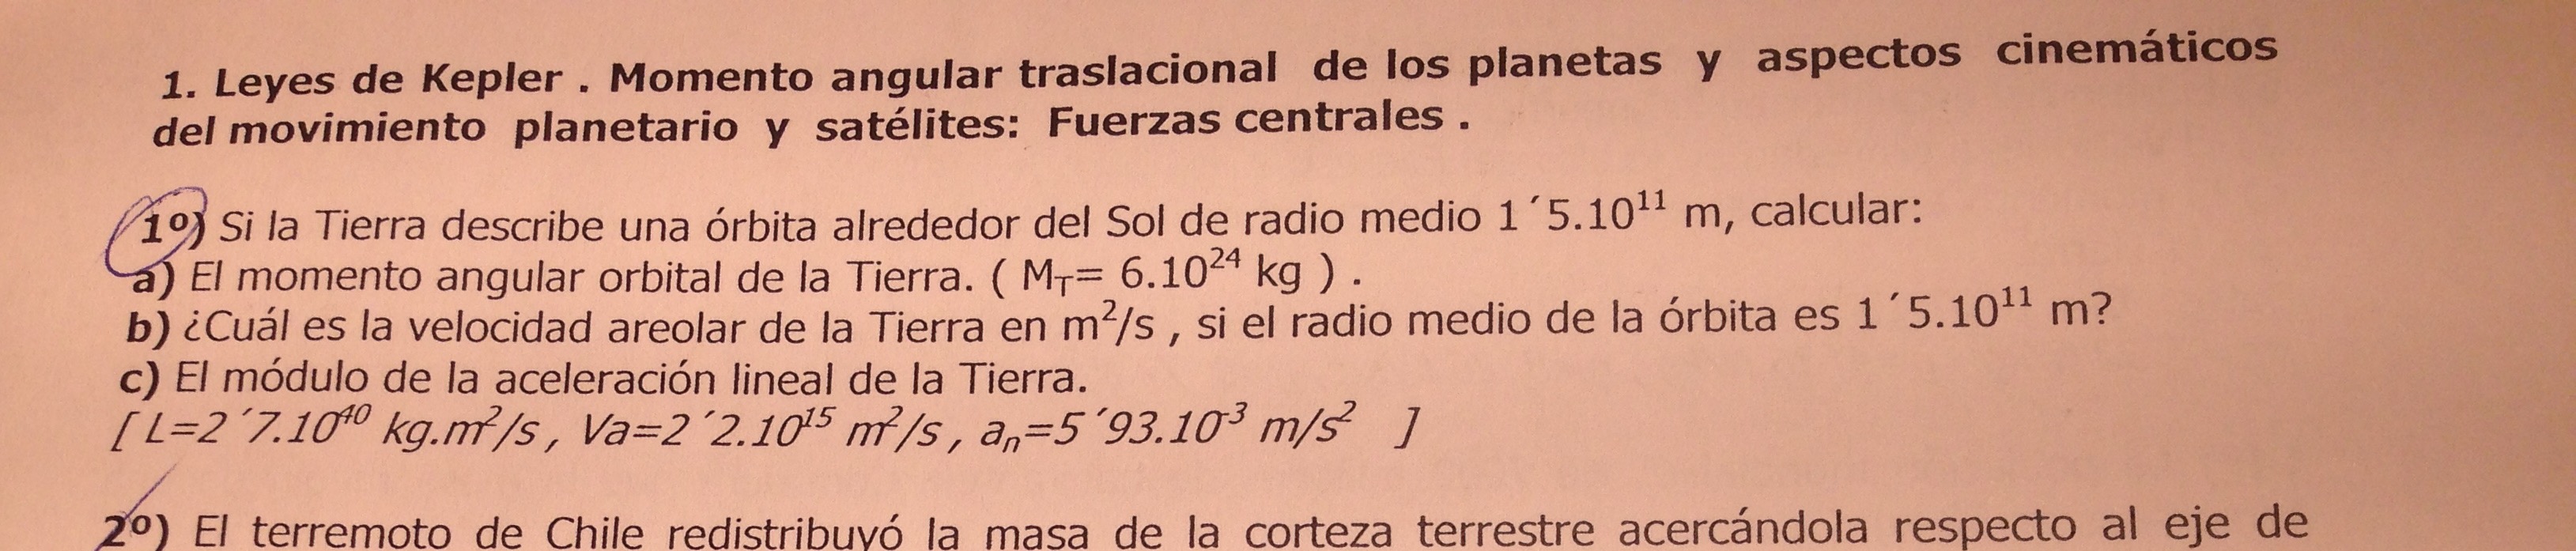 1. Leyes de Kepler . Momento angular traslacional de los planetas y aspectos cinemáticos
del movimiento planetario y satélites: Fuerzas centrales .
1º) Si la Tierra describe una órbita alrededor del Sol de radio medio 1´5.10¹¹ m, calcular:
a) El momento angular orbital de la Tierra. ( M_T= 6.10²⁴ kg ) .
b) ¿Cuál es la velocidad areolar de la Tierra en m²/s , si el radio medio de la órbita es 1´5.10¹¹ m?
c) El módulo de la aceleración lineal de la Tierra.
[ L=2´7.10⁴⁰ kg.m²/s , Va=2´2.10¹⁵ m²/s , aₙ=5´93.10⁻³ m/s² ]
2º) El terremoto de Chile redistribuyó la masa de la corteza terrestre acercándola respecto al eje de